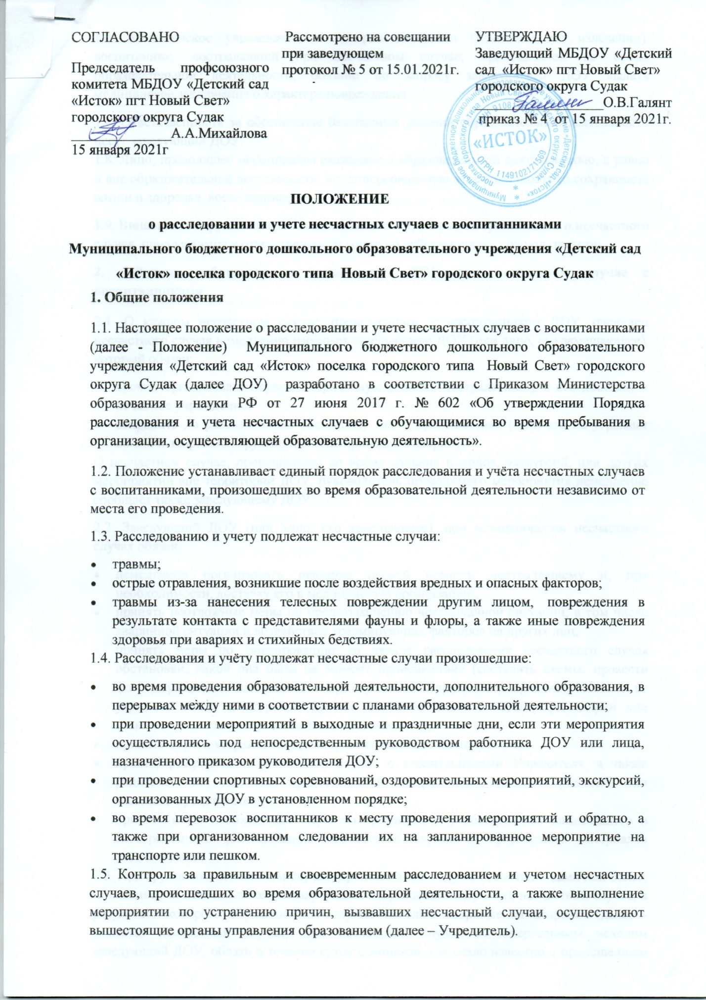 СОГЛАСОВАНО
Председатель профсоюзного
комитета МБДОУ «Детский сад
«Исток» пгт Новый Свет»
городского округа Судак
______________А.А.Михайлова
15 января 2021г
Рассмотрено на совещании
при заведующем
протокол № 5 от 15.01.2021г.
УТВЕРЖДАЮ
Заведующий МБДОУ «Детский
сад «Исток» пгт Новый Свет»
городского округа Судак
__________________О.В.Галянт
приказ № 4 от 15 января 2021г.
«ИСТОК»
ОГРН 1149102171569
ПОЛОЖЕНИЕ
о расследовании и учете несчастных случаев с воспитанниками
Муниципального бюджетного дошкольного образовательного учреждения «Детский сад
«Исток» поселка городского типа Новый Свет» городского округа Судак
1. Общие положения
1.1. Настоящее положение о расследовании и учете несчастных случаев с воспитанниками
(далее - Положение) Муниципального бюджетного дошкольного образовательного
учреждения «Детский сад «Исток» поселка городского типа Новый Свет» городского
округа Судак (далее ДОУ) разработано в соответствии с Приказом Министерства
образования и науки РФ от 27 июня 2017 г. № 602 «Об утверждении Порядка
расследования и учета несчастных случаев с обучающимися во время пребывания в
организации, осуществляющей образовательную деятельность».
1.2. Положение устанавливает единый порядок расследования и учёта несчастных случаев
с воспитанниками, произошедших во время образовательной деятельности независимо от
места его проведения.
1.3. Расследованию и учету подлежат несчастные случаи:
• травмы;
• острые отравления, возникшие после воздействия вредных и опасных факторов;
• травмы из-за нанесения телесных повреждении другим лицом, повреждения в
результате контакта с представителями фауны и флоры, а также иные повреждения
здоровья при авариях и стихийных бедствиях.
1.4. Расследования и учёту подлежат несчастные случаи произошедшие:
• во время проведения образовательной деятельности, дополнительного образования, в
перерывах между ними в соответствии с планами образовательной деятельности;
• при проведении мероприятий в выходные и праздничные дни, если эти мероприятия
осуществлялись под непосредственным руководством работника ДОУ или лица,
назначенного приказом руководителя ДОУ;
• при проведении спортивных соревнований, оздоровительных мероприятий, экскурсий,
организованных ДОУ в установленном порядке;
• во время перевозок воспитанников к месту проведения мероприятий и обратно, а
также при организованном следовании их на запланированное мероприятие на
транспорте или пешком.
1.5. Контроль за правильным и своевременным расследованием и учетом несчастных
случаев, происшедших во время образовательной деятельности, а также выполнение
мероприятии по устранению причин, вызвавших несчастный случаи, осуществляют
вышестоящие органы управления образованием (далее – Учредитель).